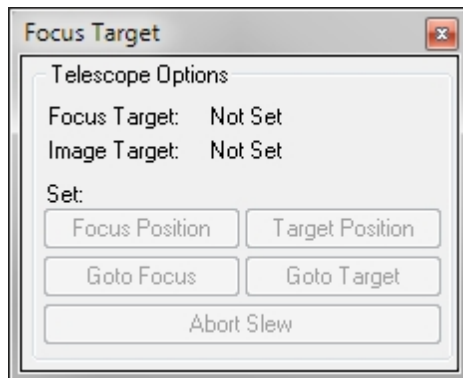 Focus Target
Telescope Options
Focus Target: Not Set
Image Target: Not Set
Set:
Focus Position Target Position
Goto Focus Goto Target
Abort Slew